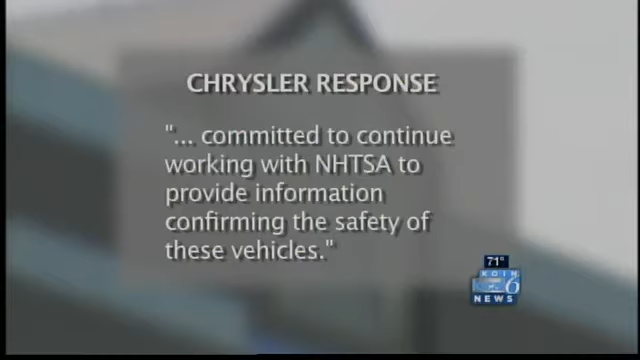 CHRYSLER RESPONSE
"... committed to continue
working with NHTSA to
provide information
confirming the safety of
these vehicles."
71°
KOIN
6
NEWS